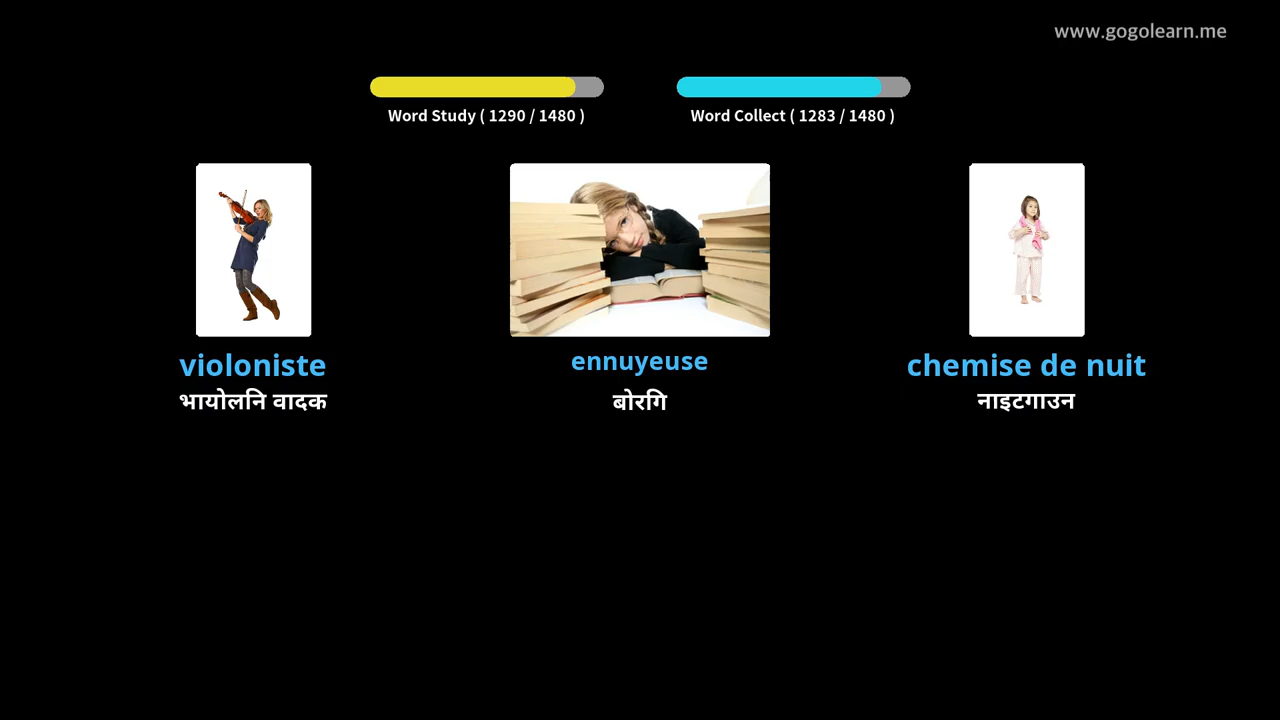 www.gogolearn.me
Word Study ( 1290 / 1480 )
Word Collect ( 1283 / 1480 )
violoniste
ennuyeuse
chemise de nuit
भायोलनि वादक
बोरगि
नाइटगाउन